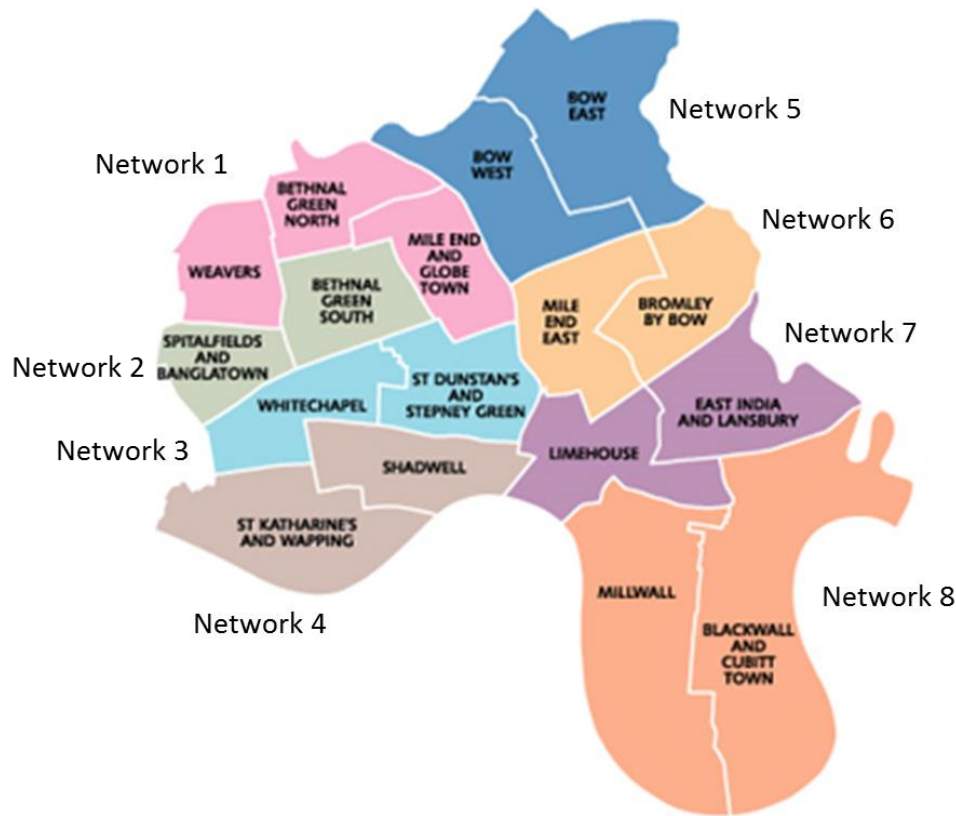 BOW
EAST
Network 5
Network 1
BOW
WEST
BETHNAL
GREEN
NORTH
Network 6
WEAVERS
MILE END
AND
GLOBE
TOWN
BETHNAL
GREEN
SOUTH
MILE
END
EAST
BROMLEY
BY BOW
Network 7
SPITALFIELDS
AND
BANGLATOWN
Network 2
WHITECHAPEL
ST DUNSTAN'S
AND
STEPNEY GREEN
EAST INDIA
AND LANSBURY
Network 3
SHADWELL
LIMEHOUSE
ST KATHARINE'S
AND WAPPING
Network 4
MILLWALL
Network 8
BLACKWALL
AND
CUBITT
TOWN